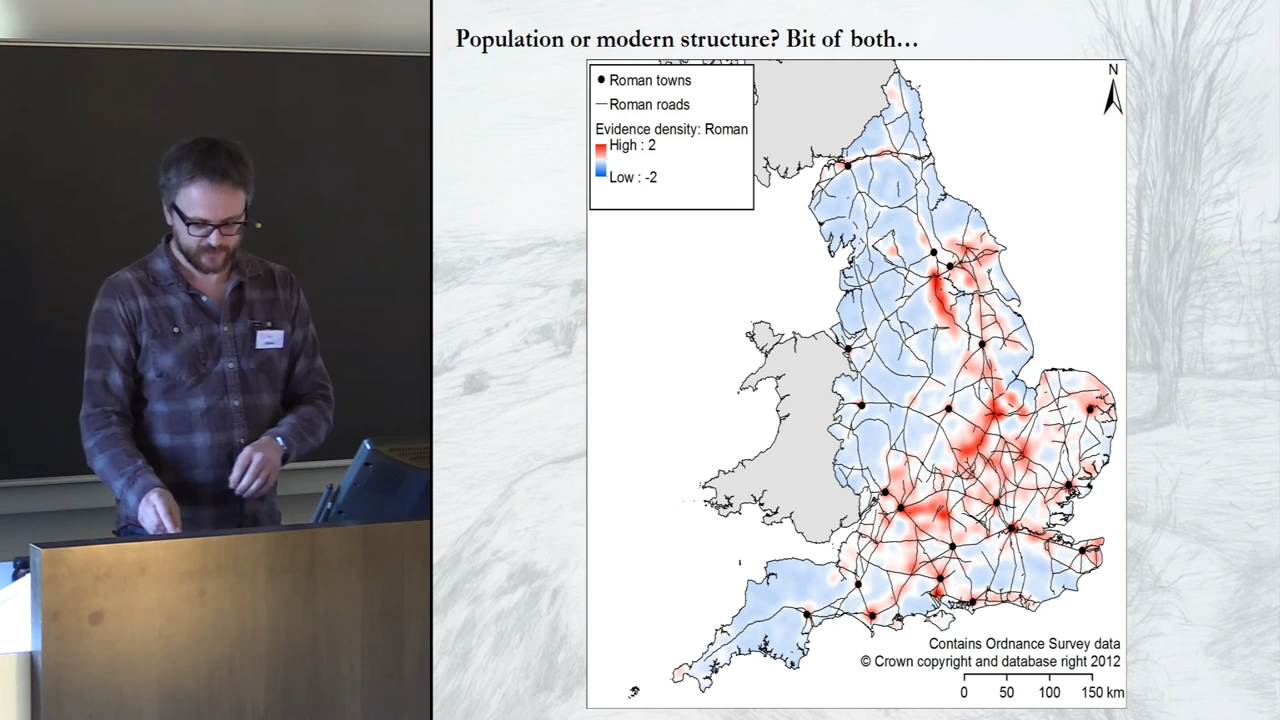 Population or modern structure? Bit of both…
Roman towns
Roman roads
Evidence density: Roman
High : 2
Low : -2
N
Contains Ordnance Survey data
© Crown copyright and database right 2012
0 50 100 150 km